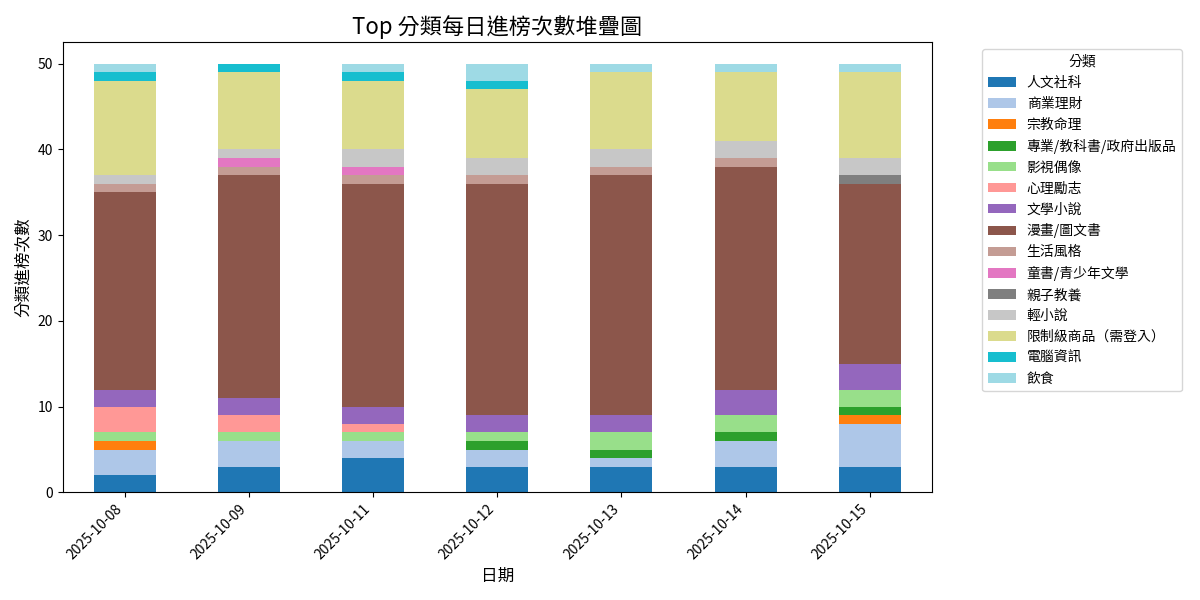 Top 分類每日進榜次數堆疊圖
分類進榜次數
50
40
30
20
10
0
2025-10-08
2025-10-09
2025-10-11
2025-10-12
2025-10-13
2025-10-14
2025-10-15
日期
分類
人文社科
商業理財
宗教命理
專業/教科書/政府出版品
影視偶像
心理勵志
文學小說
漫畫/圖文書
生活風格
童書/青少年文學
親子教養
輕小說
限制級商品（需登入）
電腦資訊
飲食